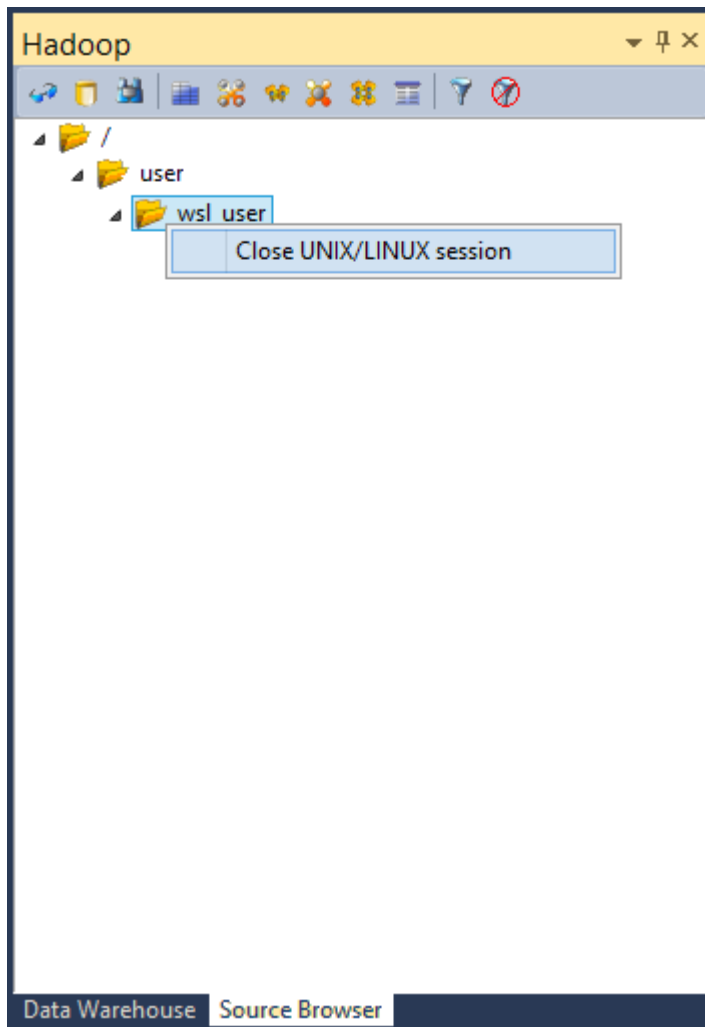 Hadoop
/
user
wsl_user
Close UNIX/LINUX session
Data Warehouse Source Browser